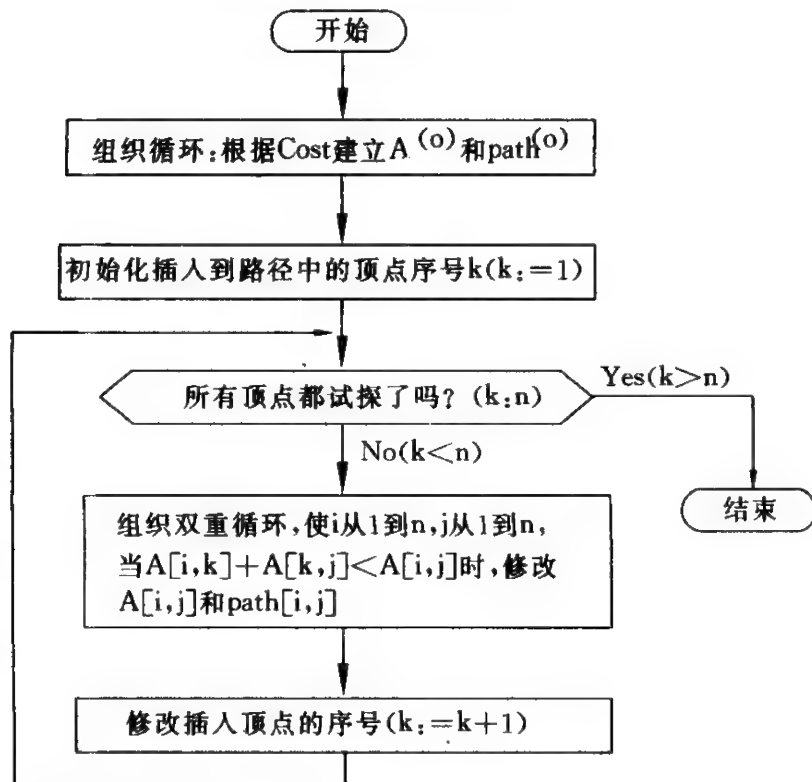 开始
组织循环:根据Cost建立A(o)和path(o)
初始化插入到路径中的顶点序号k(k:=1)
所有顶点都试探了吗? (k:n)
Yes(k>n)
No(k<n)
组织双重循环,使i从1到n,j从1到n,
当A[i,k]+A[k,j]<A[i,j]时,修改
A[i,j]和path[i,j]
结束
修改插入顶点的序号(k:=k+1)